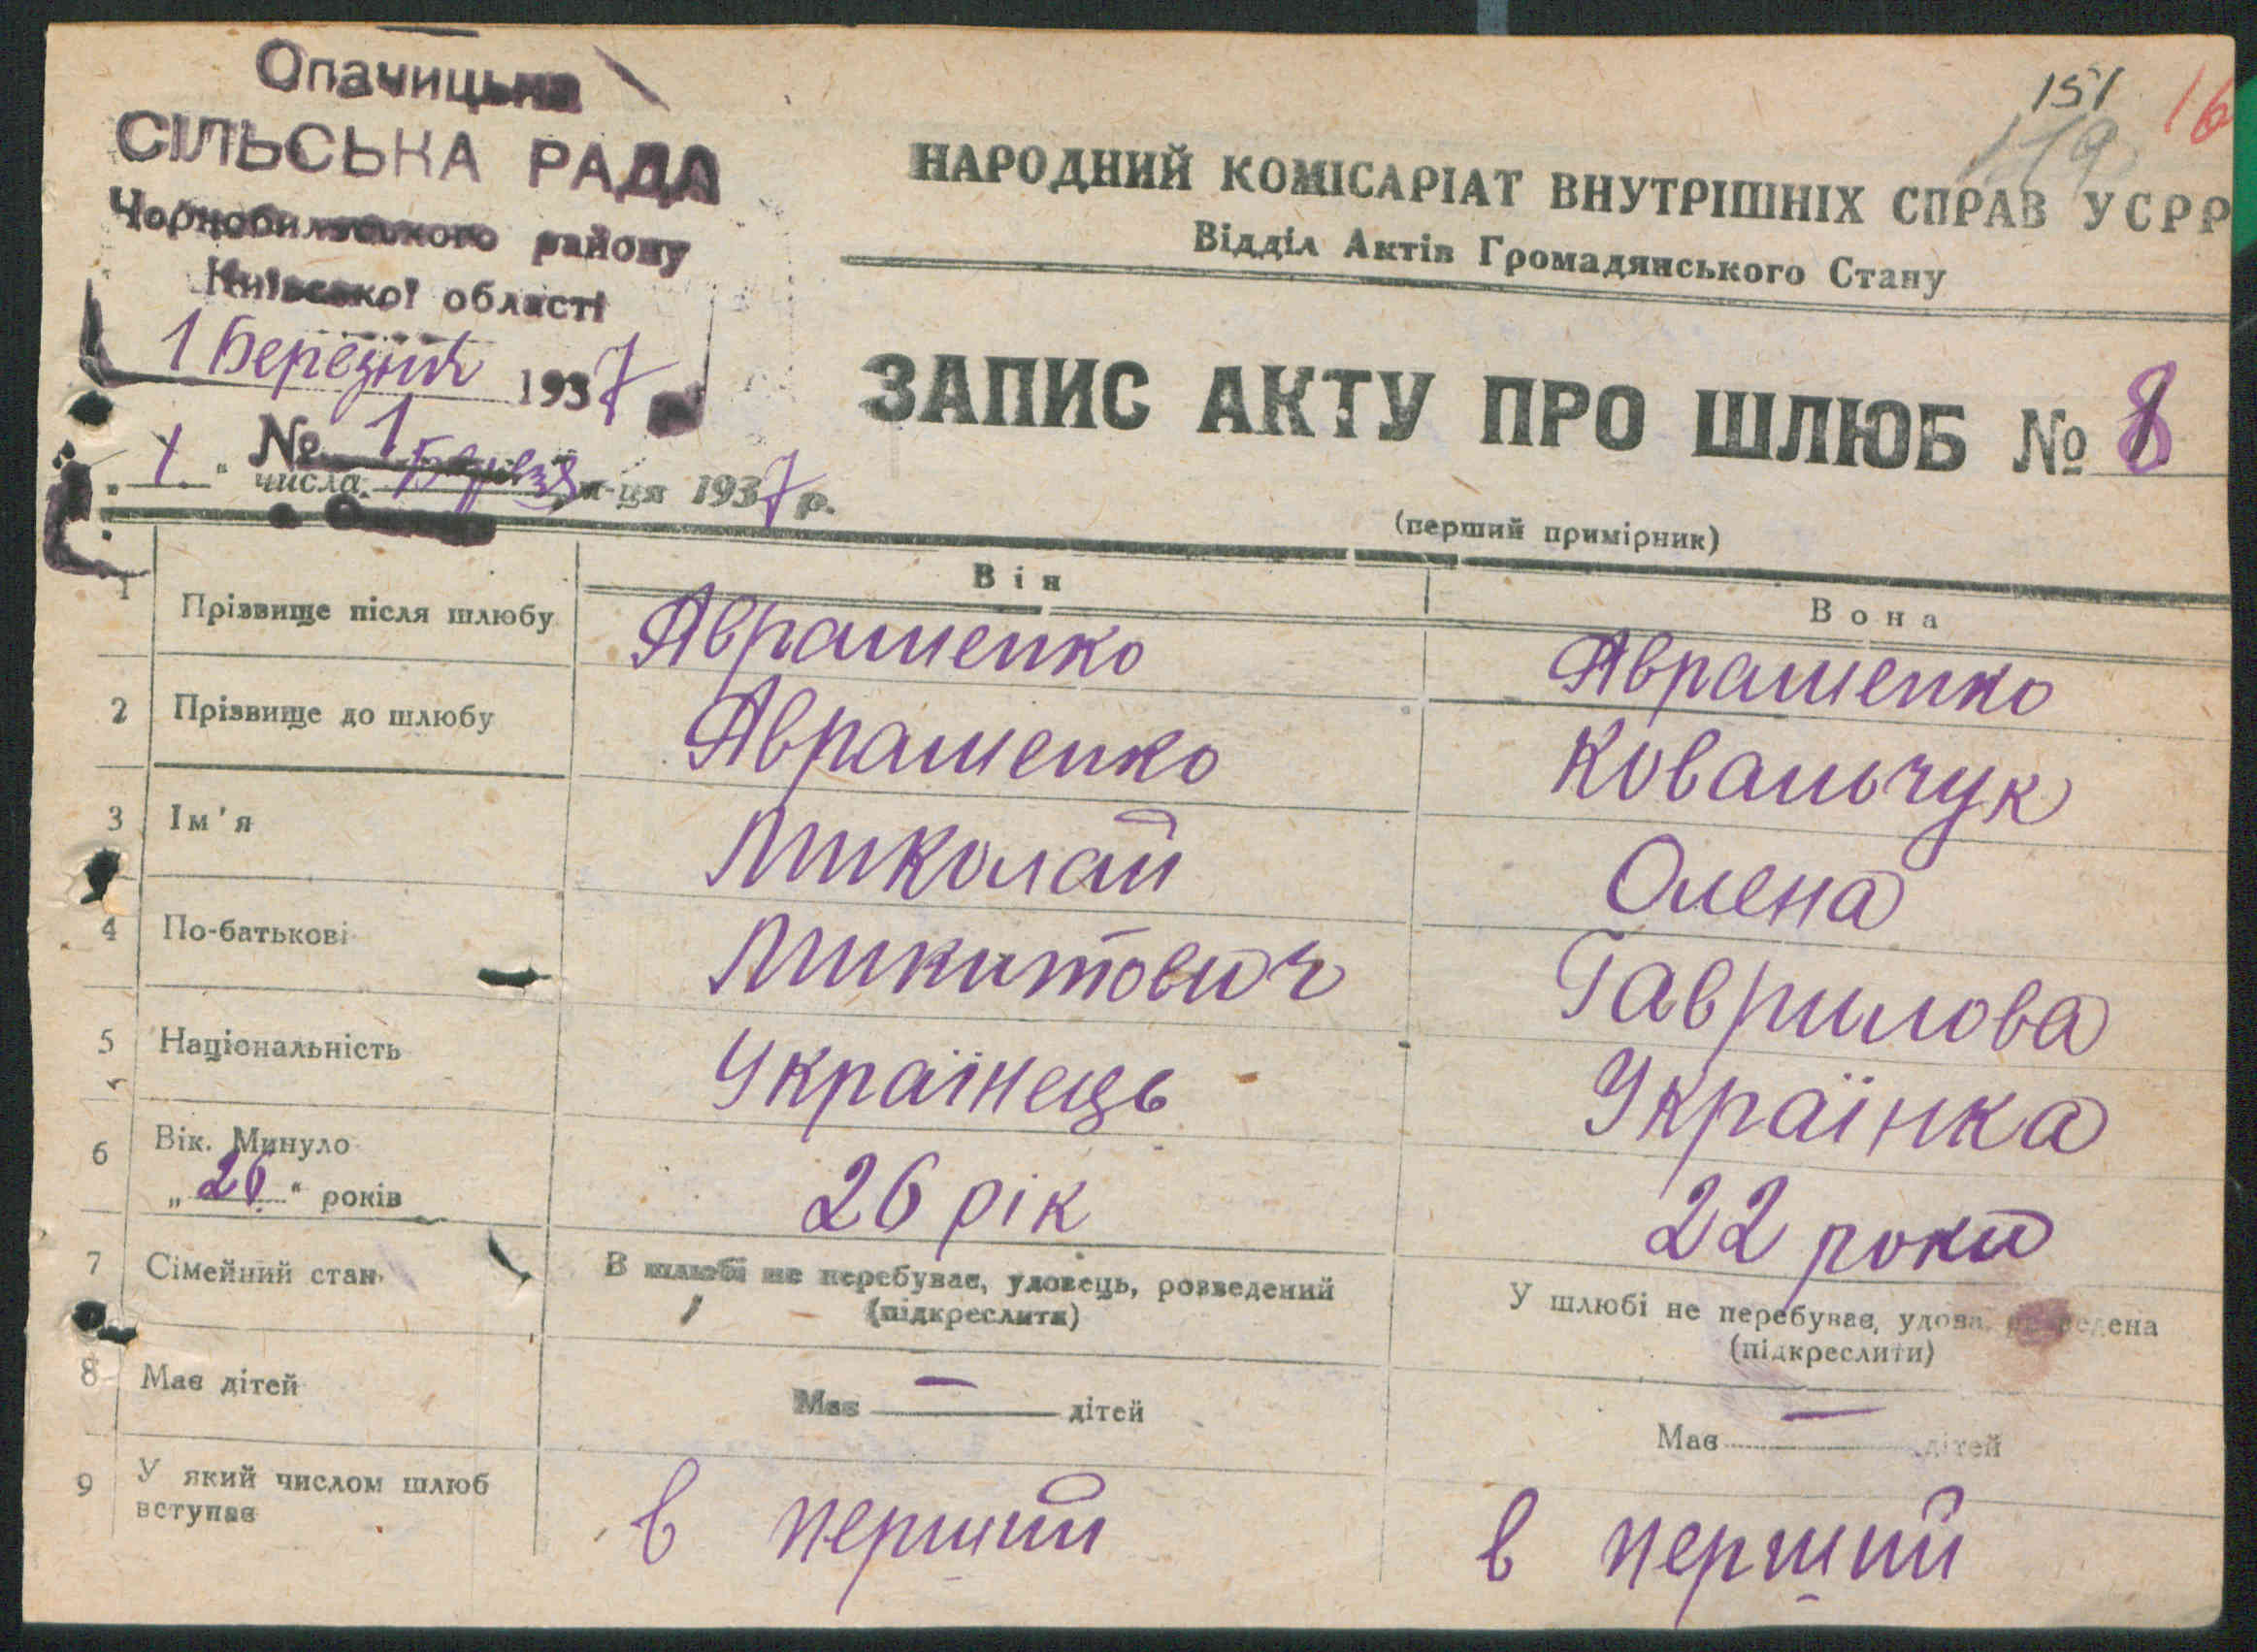 Опачицька
СІЛЬСЬКА РАДА
Чорнобильського району
Київської області
1 Березня 1937
№ 1
151
179
16
НАРОДНИЙ КОМІСАРІАТ ВНУТРІШНІХ СПРАВ УСРР
Відділ Актів Громадянського Стану
ЗАПИС АКТУ ПРО ШЛЮБ № 8
"1" числа Березня м-ця 1937 р.
(перший примірник)
Він Вона
1 Прізвище після шлюбу Авраменко Авраменко
2 Прізвище до шлюбу Авраменко Ковальчук
3 Ім'я Миколай Олена
4 По-батькові Микитович Гаврилова
5 Національність Українець Українка
6 Вік. Минуло
„26“ років 26 рік 22 роки
7 Сімейний стан В шлюбі не перебуває, удовець, розведений У шлюбі не перебуває, удова, розведена
(підкреслити) (підкреслити)
8 Має дітей Має — дітей Має — дітей
9 У який числом шлюб
вступає в перший в перший